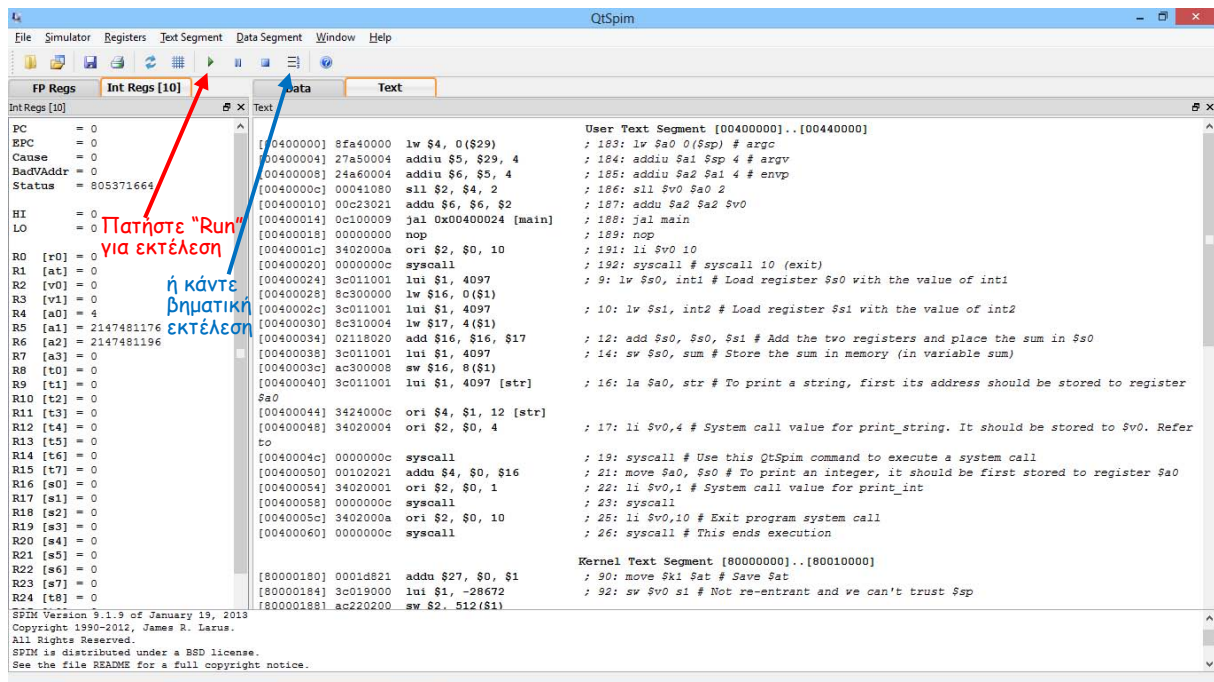 QtSpim
File Simulator Registers Text Segment Data Segment Window Help
FP Regs Int Regs [10] Data Text
Int Regs [10] Text
PC = 0
EPC = 0
Cause = 0
BadVAddr = 0
Status = 805371664
HI = 0
LO = 0
R0 [r0] = 0
R1 [at] = 0
R2 [v0] = 0
R3 [v1] = 0
R4 [a0] = 4
R5 [a1] = 2147481176
R6 [a2] = 2147481196
R7 [a3] = 0
R8 [t0] = 0
R9 [t1] = 0
R10 [t2] = 0
R11 [t3] = 0
R12 [t4] = 0
R13 [t5] = 0
R14 [t6] = 0
R15 [t7] = 0
R16 [s0] = 0
R17 [s1] = 0
R18 [s2] = 0
R19 [s3] = 0
R20 [s4] = 0
R21 [s5] = 0
R22 [s6] = 0
R23 [s7] = 0
R24 [t8] = 0
Πατήστε “Run”
για εκτέλεση
ή κάντε
βηματική
εκτέλεση
User Text Segment [00400000]..[00440000]
[00400000] 8fa40000 lw $4, 0($29) ; 183: lw $a0 0($sp) # argc
[00400004] 27a50004 addiu $5, $29, 4 ; 184: addiu $a1 $sp 4 # argv
[00400008] 24a60004 addiu $6, $5, 4 ; 185: addiu $a2 $a1 4 # envp
[0040000c] 00041080 sll $2, $4, 2 ; 186: sll $v0 $a0 2
[00400010] 00c23021 addu $6, $6, $2 ; 187: addu $a2 $a2 $v0
[00400014] 0c100009 jal 0x00400024 [main] ; 188: jal main
[00400018] 00000000 nop ; 189: nop
[0040001c] 3402000a ori $2, $0, 10 ; 191: li $v0 10
[00400020] 0000000c syscall ; 192: syscall # syscall 10 (exit)
[00400024] 3c011001 lui $1, 4097 ; 9: lw $s0, int1 # Load register $s0 with the value of int1
[00400028] 8c300000 lw $16, 0($1)
[0040002c] 3c011001 lui $1, 4097 ; 10: lw $s1, int2 # Load register $s1 with the value of int2
[00400030] 8c310004 lw $17, 4($1)
[00400034] 02118020 add $16, $16, $17 ; 12: add $s0, $s0, $s1 # Add the two registers and place the sum in $s0
[00400038] 3c011001 lui $1, 4097 ; 14: sw $s0, sum # Store the sum in memory (in variable sum)
[0040003c] ac300008 sw $16, 8($1)
[00400040] 3c011001 lui $1, 4097 [str] ; 16: la $a0, str # To print a string, first its address should be stored to register
$a0
[00400044] 3424000c ori $4, $1, 12 [str]
[00400048] 34020004 ori $2, $0, 4 ; 17: li $v0,4 # System call value for print_string. It should be stored to $v0. Refer
to
[0040004c] 0000000c syscall ; 19: syscall # Use this QtSpim command to execute a system call
[00400050] 00102021 addu $4, $0, $16 ; 21: move $a0, $s0 # To print an integer, it should be first stored to register $a0
[00400054] 34020001 ori $2, $0, 1 ; 22: li $v0,1 # System call value for print_int
[00400058] 0000000c syscall ; 23: syscall
[0040005c] 3402000a ori $2, $0, 10 ; 25: li $v0,10 # Exit program system call
[00400060] 0000000c syscall ; 26: syscall # This ends execution
Kernel Text Segment [80000000]..[80010000]
[80000180] 0001d821 addu $27, $0, $1 ; 90: move $k1 $at # Save $at
[80000184] 3c019000 lui $1, -28672 ; 92: sw $v0 s1 # Not re-entrant and we can't trust $sp
[80000188] ac220200 sw $2, 512($1)
SPIM Version 9.1.9 of January 19, 2013
Copyright 1990-2012, James R. Larus.
All Rights Reserved.
SPIM is distributed under a BSD license.
See the file README for a full copyright notice.